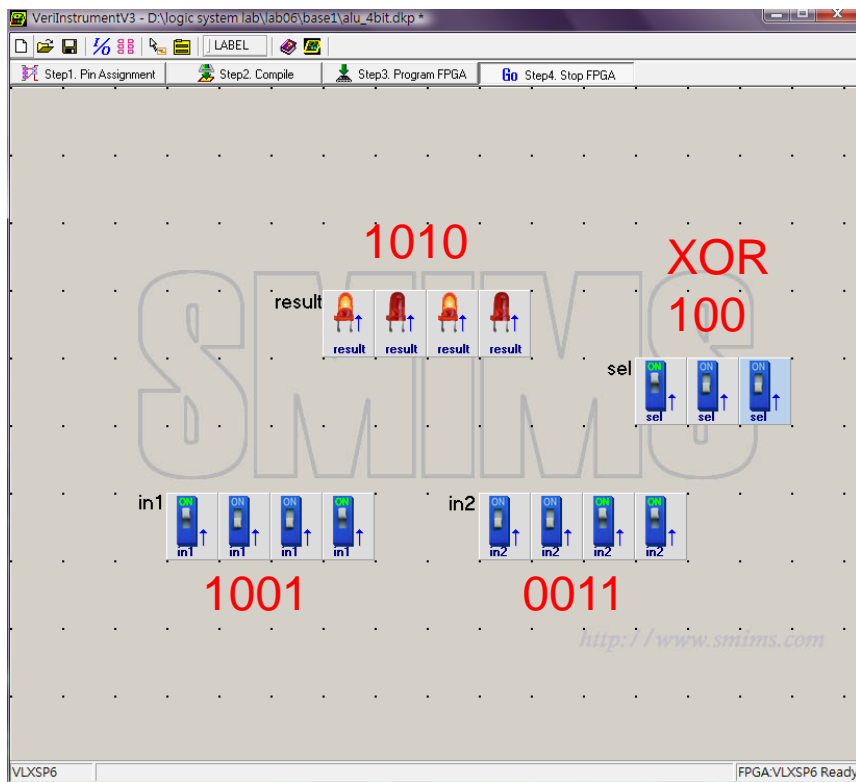 VeriInstrumentV3 - D:\logic system lab\lab06\base1\alu_4bit.dkp *
I/O LABEL
Step1. Pin Assignment Step2. Compile Step3. Program FPGA Go Step4. Stop FPGA
1010
XOR
result
100
result result result result
sel
ON ON ON
sel sel sel
SMIMS
in1 ON ON ON ON in2 ON ON ON ON
in1 in1 in1 in1 in2 in2 in2 in2
1001 0011
http://www.smims.com
VLXSP6 FPGA:VLXSP6 Ready